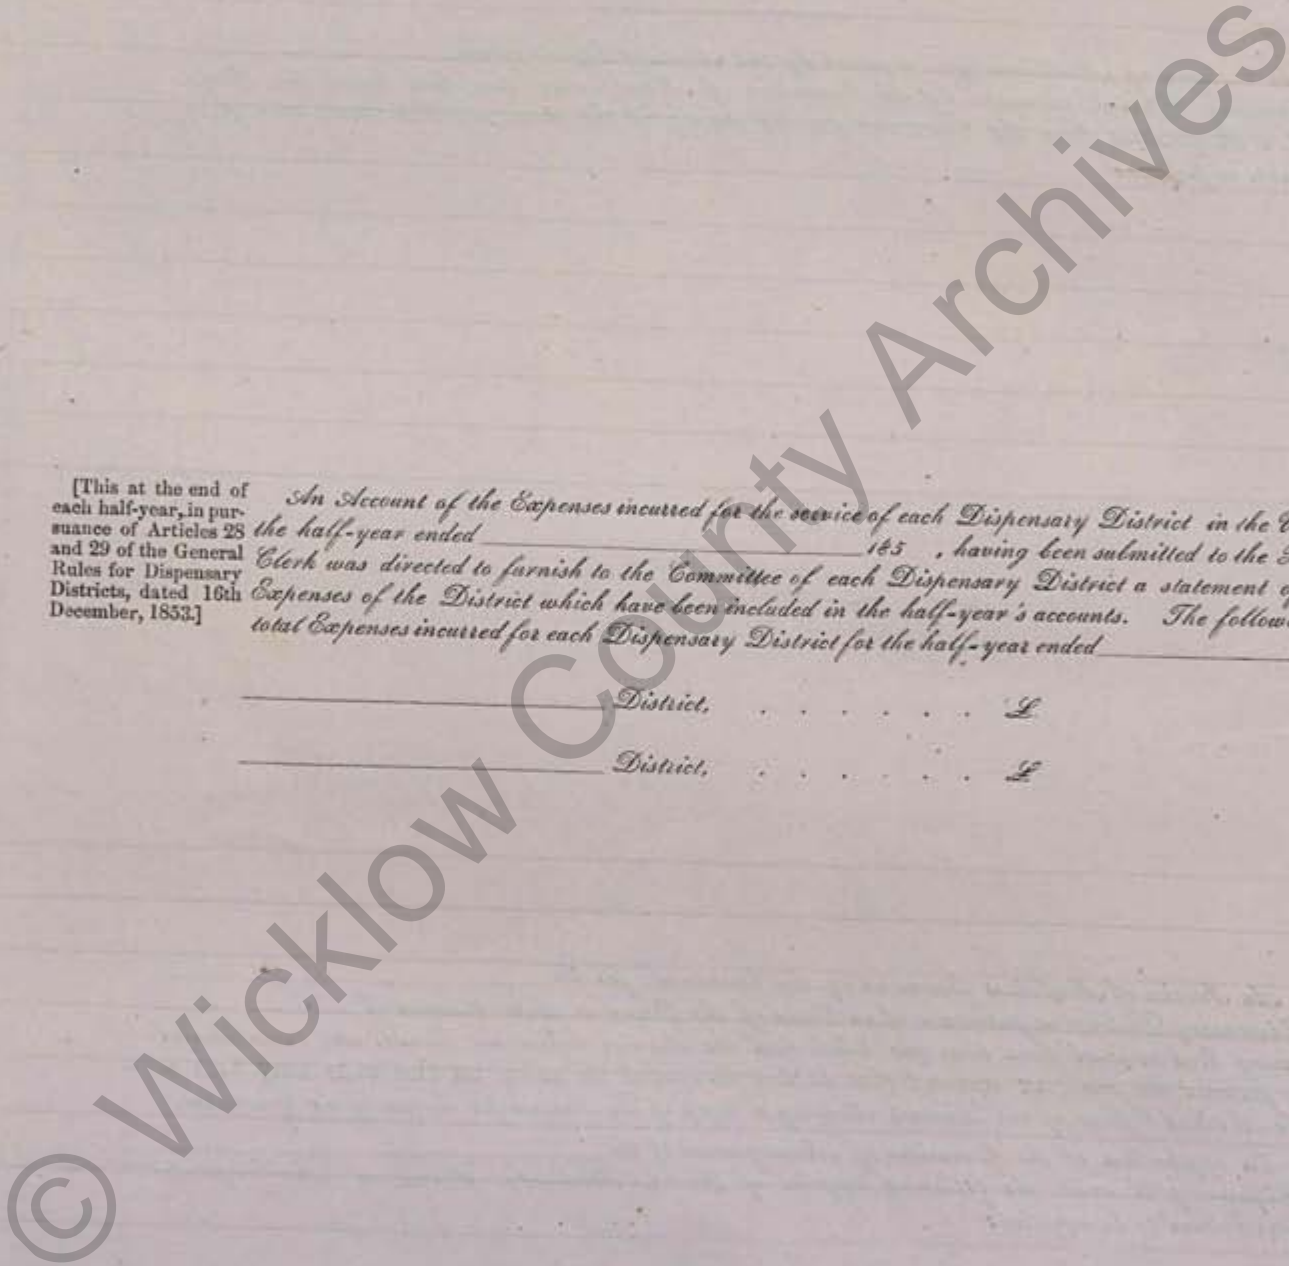 [This at the end of
each half-year, in pur-
suance of Articles 28
and 29 of the General
Rules for Dispensary
Districts, dated 16th
December, 1853.]
An Account of the Expenses incurred for the service of each Dispensary District in the
the half-year ended 185 , having been submitted to the
Clerk was directed to furnish to the Committee of each Dispensary District a statement
Expenses of the District which have been included in the half-year's accounts. The follow
total Expenses incurred for each Dispensary District for the half-year ended
District, . . . . . . £
District, . . . . . . £
© Wicklow County Archives